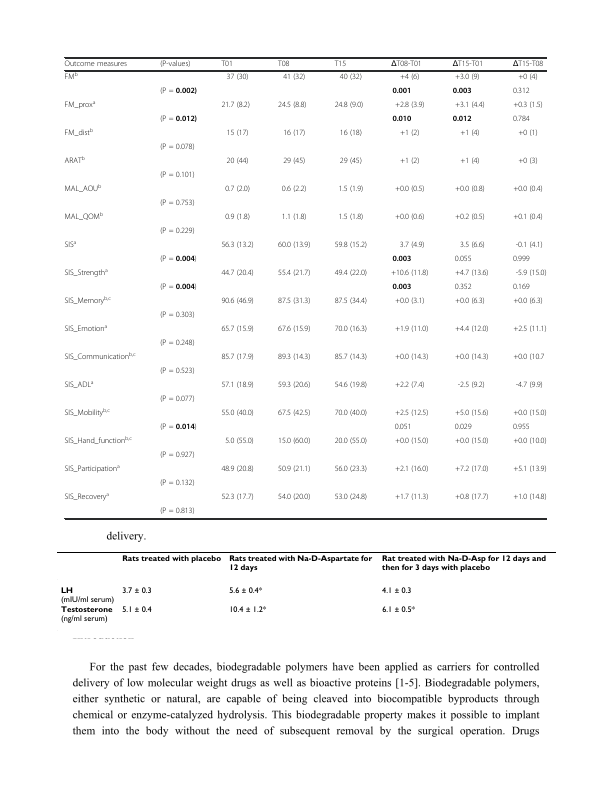 Outcome measures (P-values) T01 T08 T15 ΔT08-T01 ΔT15-T01 ΔT15-T08
FMb 37 (30) 41 (32) 40 (32) +4 (6) +3.0 (9) +0 (4)
(P = 0.002) 0.001 0.003 0.312
FM_proxa 21.7 (8.2) 24.5 (8.8) 24.8 (9.0) +2.8 (3.9) +3.1 (4.4) +0.3 (1.5)
(P = 0.012) 0.010 0.012 0.784
FM_distb 15 (17) 16 (17) 16 (18) +1 (2) +1 (4) +0 (1)
(P = 0.078)
ARATb 20 (44) 29 (45) 29 (45) +1 (2) +1 (4) +0 (3)
(P = 0.101)
MAL_AOUb 0.7 (2.0) 0.6 (2.2) 1.5 (1.9) +0.0 (0.5) +0.0 (0.8) +0.0 (0.4)
(P = 0.753)
MAL_QOMb 0.9 (1.8) 1.1 (1.8) 1.5 (1.8) +0.0 (0.6) +0.2 (0.5) +0.1 (0.4)
(P = 0.229)
SISa 56.3 (13.2) 60.0 (13.9) 59.8 (15.2) 3.7 (4.9) 3.5 (6.6) -0.1 (4.1)
(P = 0.004) 0.003 0.055 0.999
SIS_Strengtha 44.7 (20.4) 55.4 (21.7) 49.4 (22.0) +10.6 (11.8) +4.7 (13.6) -5.9 (15.0)
(P = 0.004) 0.003 0.352 0.169
SIS_Memoryb,c 90.6 (46.9) 87.5 (31.3) 87.5 (34.4) +0.0 (3.1) +0.0 (6.3) +0.0 (6.3)
(P = 0.303)
SIS_Emotiona 65.7 (15.9) 67.6 (15.9) 70.0 (16.3) +1.9 (11.0) +4.4 (12.0) +2.5 (11.1)
(P = 0.248)
SIS_Communicationb,c 85.7 (17.9) 89.3 (14.3) 85.7 (14.3) +0.0 (14.3) +0.0 (14.3) +0.0 (10.7
(P = 0.523)
SIS_ADLa 57.1 (18.9) 59.3 (20.6) 54.6 (19.8) +2.2 (7.4) -2.5 (9.2) -4.7 (9.9)
(P = 0.077)
SIS_Mobilityb,c 55.0 (40.0) 67.5 (42.5) 70.0 (40.0) +2.5 (12.5) +5.0 (15.6) +0.0 (15.0)
(P = 0.014) 0.051 0.029 0.955
SIS_Hand_functionb,c 5.0 (55.0) 15.0 (60.0) 20.0 (55.0) +0.0 (15.0) +0.0 (15.0) +0.0 (10.0)
(P = 0.927)
SIS_Participationa 48.9 (20.8) 50.9 (21.1) 56.0 (23.3) +2.1 (16.0) +7.2 (17.0) +5.1 (13.9)
(P = 0.132)
SIS_Recoverya 52.3 (17.7) 54.0 (20.0) 53.0 (24.8) +1.7 (11.3) +0.8 (17.7) +1.0 (14.8)
(P = 0.813)
delivery.
Rats treated with placebo Rats treated with Na-D-Aspartate for Rat treated with Na-D-Asp for 12 days and
12 days then for 3 days with placebo
LH 3.7 ± 0.3 5.6 ± 0.4* 4.1 ± 0.3
(mIU/ml serum)
Testosterone 5.1 ± 0.4 10.4 ± 1.2* 6.1 ± 0.5*
(ng/ml serum)
For the past few decades, biodegradable polymers have been applied as carriers for controlled
delivery of low molecular weight drugs as well as bioactive proteins [1-5]. Biodegradable polymers,
either synthetic or natural, are capable of being cleaved into biocompatible byproducts through
chemical or enzyme-catalyzed hydrolysis. This biodegradable property makes it possible to implant
them into the body without the need of subsequent removal by the surgical operation. Drugs